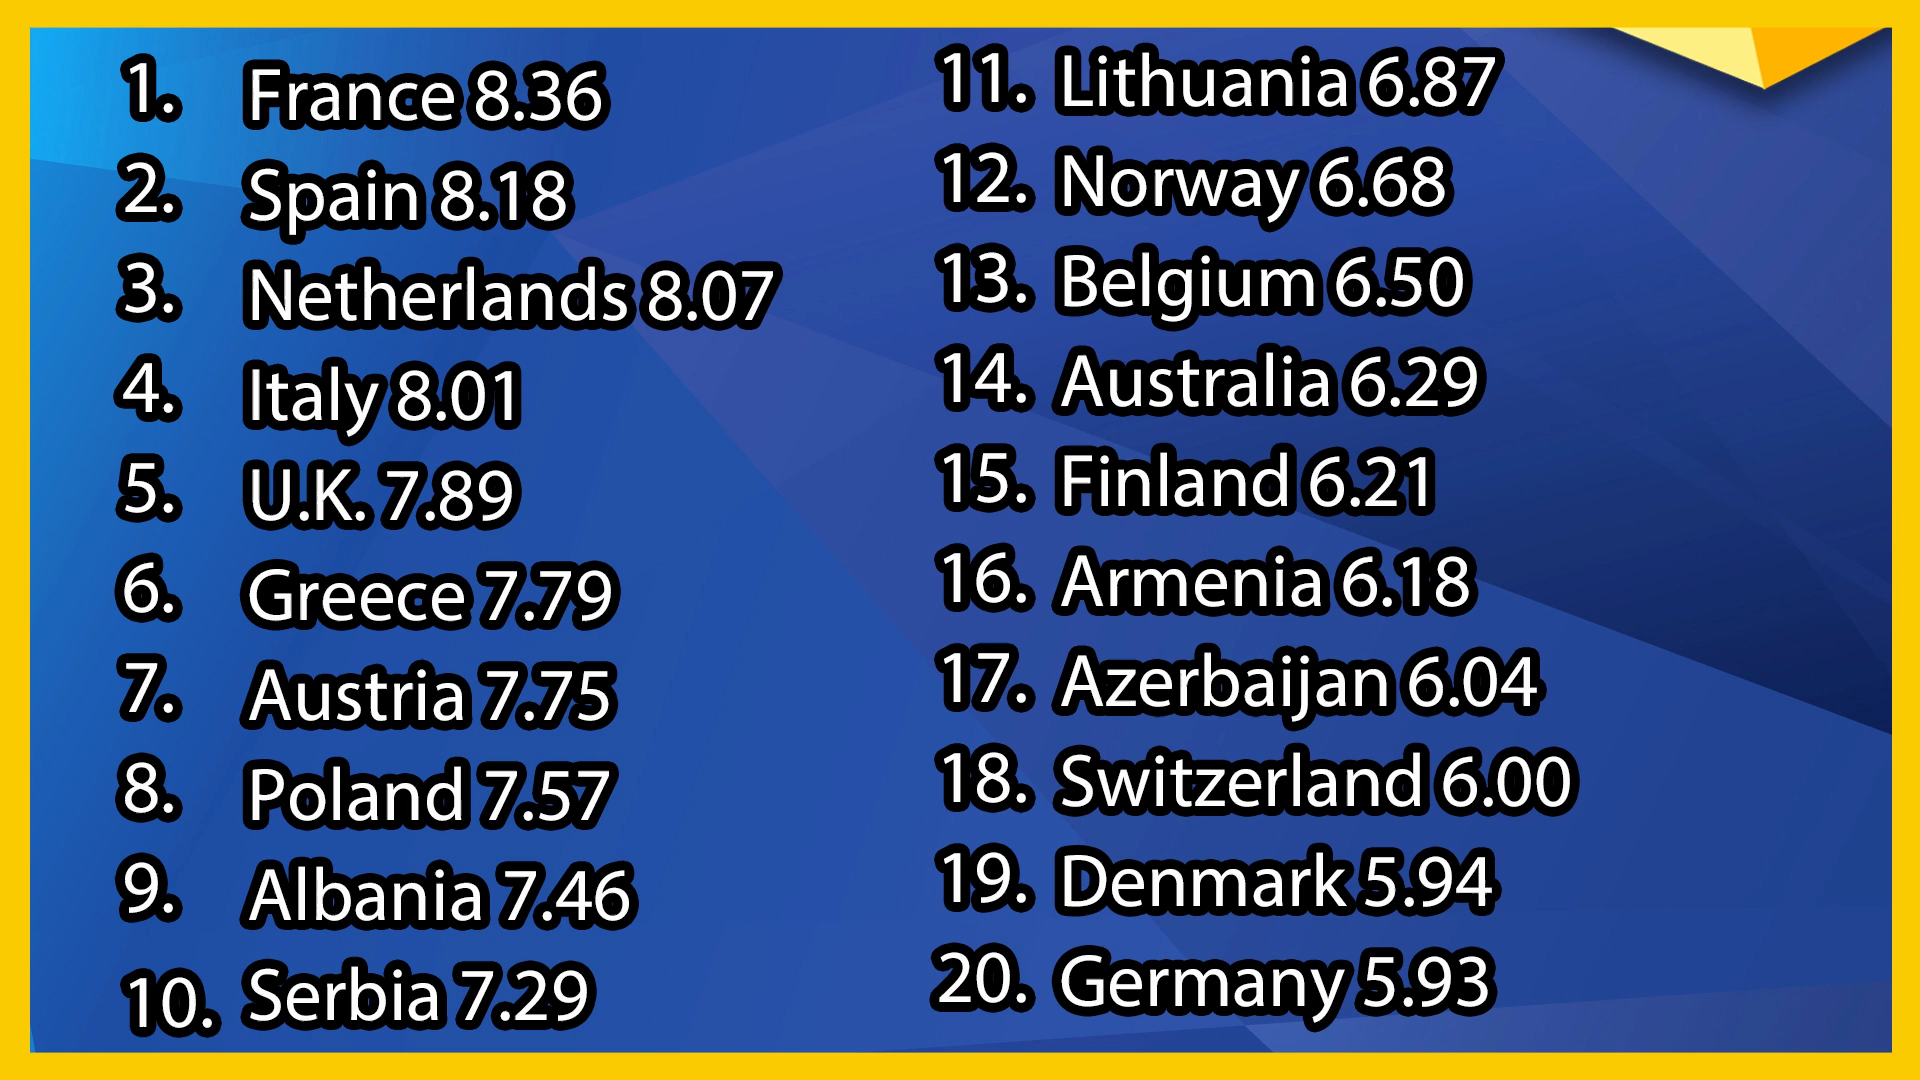 1. France 8.36
2. Spain 8.18
3. Netherlands 8.07
4. Italy 8.01
5. U.K. 7.89
6. Greece 7.79
7. Austria 7.75
8. Poland 7.57
9. Albania 7.46
10. Serbia 7.29
11. Lithuania 6.87
12. Norway 6.68
13. Belgium 6.50
14. Australia 6.29
15. Finland 6.21
16. Armenia 6.18
17. Azerbaijan 6.04
18. Switzerland 6.00
19. Denmark 5.94
20. Germany 5.93